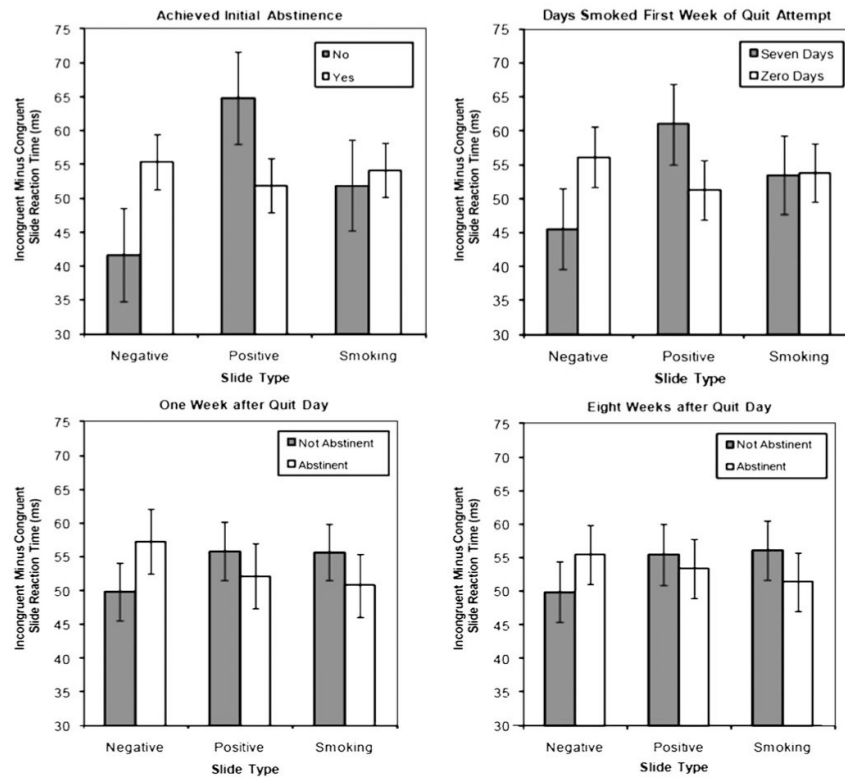 Achieved Initial Abstinence
Incongruent Minus Congruent
Slide Reaction Time (ms)
75
70
65
60
55
50
45
40
35
30
No
Yes
Negative Positive Smoking
Slide Type
Days Smoked First Week of Quit Attempt
Incongruent Minus Congruent
Slide Reaction Time (ms)
75
70
65
60
55
50
45
40
35
30
Seven Days
Zero Days
Negative Positive Smoking
Slide Type
One Week after Quit Day
Incongruent Minus Congruent
Slide Reaction Time (ms)
75
70
65
60
55
50
45
40
35
30
Not Abstinent
Abstinent
Negative Positive Smoking
Slide Type
Eight Weeks after Quit Day
Incongruent Minus Congruent
Slide Reaction Time (ms)
75
70
65
60
55
50
45
40
35
30
Not Abstinent
Abstinent
Negative Positive Smoking
Slide Type